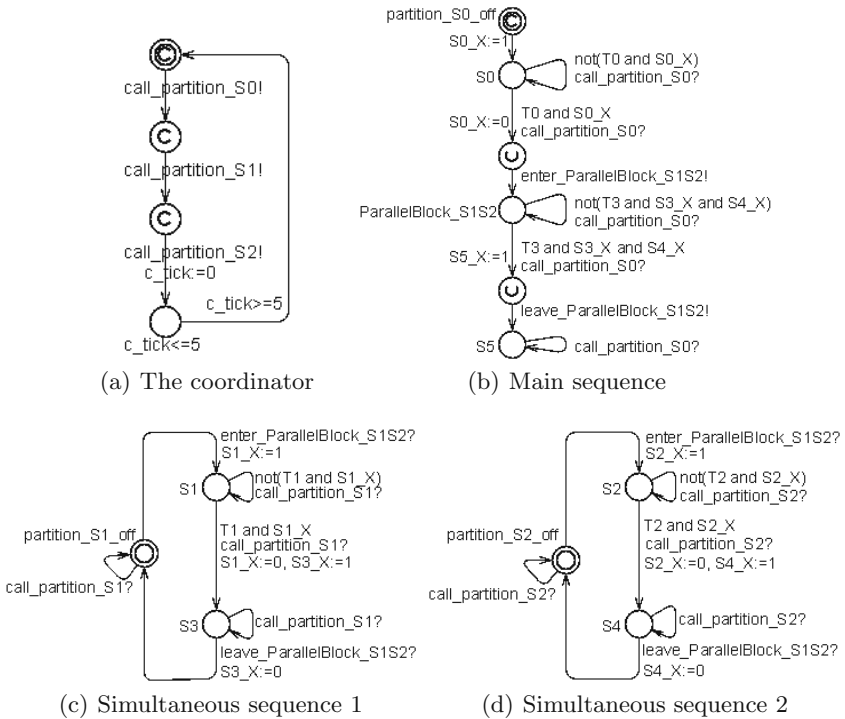 C
call_partition_S0!
C
call_partition_S1!
C
call_partition_S2!
c_tick:=0
c_tick>=5
c_tick<=5
(a) The coordinator
partition_S0_off
C
S0_X:=1
S0
not(T0 and S0_X)
call_partition_S0?
S0_X:=0
T0 and S0_X
call_partition_S0?
C
enter_ParallelBlock_S1S2!
ParallelBlock_S1S2
not(T3 and S3_X and S4_X)
call_partition_S0?
S5_X:=1
T3 and S3_X and S4_X
call_partition_S0?
C
leave_ParallelBlock_S1S2!
S5
call_partition_S0?
(b) Main sequence
enter_ParallelBlock_S1S2?
S1_X:=1
S1
not(T1 and S1_X)
call_partition_S1?
partition_S1_off
T1 and S1_X
call_partition_S1?
S1_X:=0, S3_X:=1
call_partition_S1?
S3
call_partition_S1?
leave_ParallelBlock_S1S2?
S3_X:=0
(c) Simultaneous sequence 1
enter_ParallelBlock_S1S2?
S2_X:=1
S2
not(T2 and S2_X)
call_partition_S2?
partition_S2_off
T2 and S2_X
call_partition_S2?
S2_X:=0, S4_X:=1
call_partition_S2?
S4
call_partition_S2?
leave_ParallelBlock_S1S2?
S4_X:=0
(d) Simultaneous sequence 2